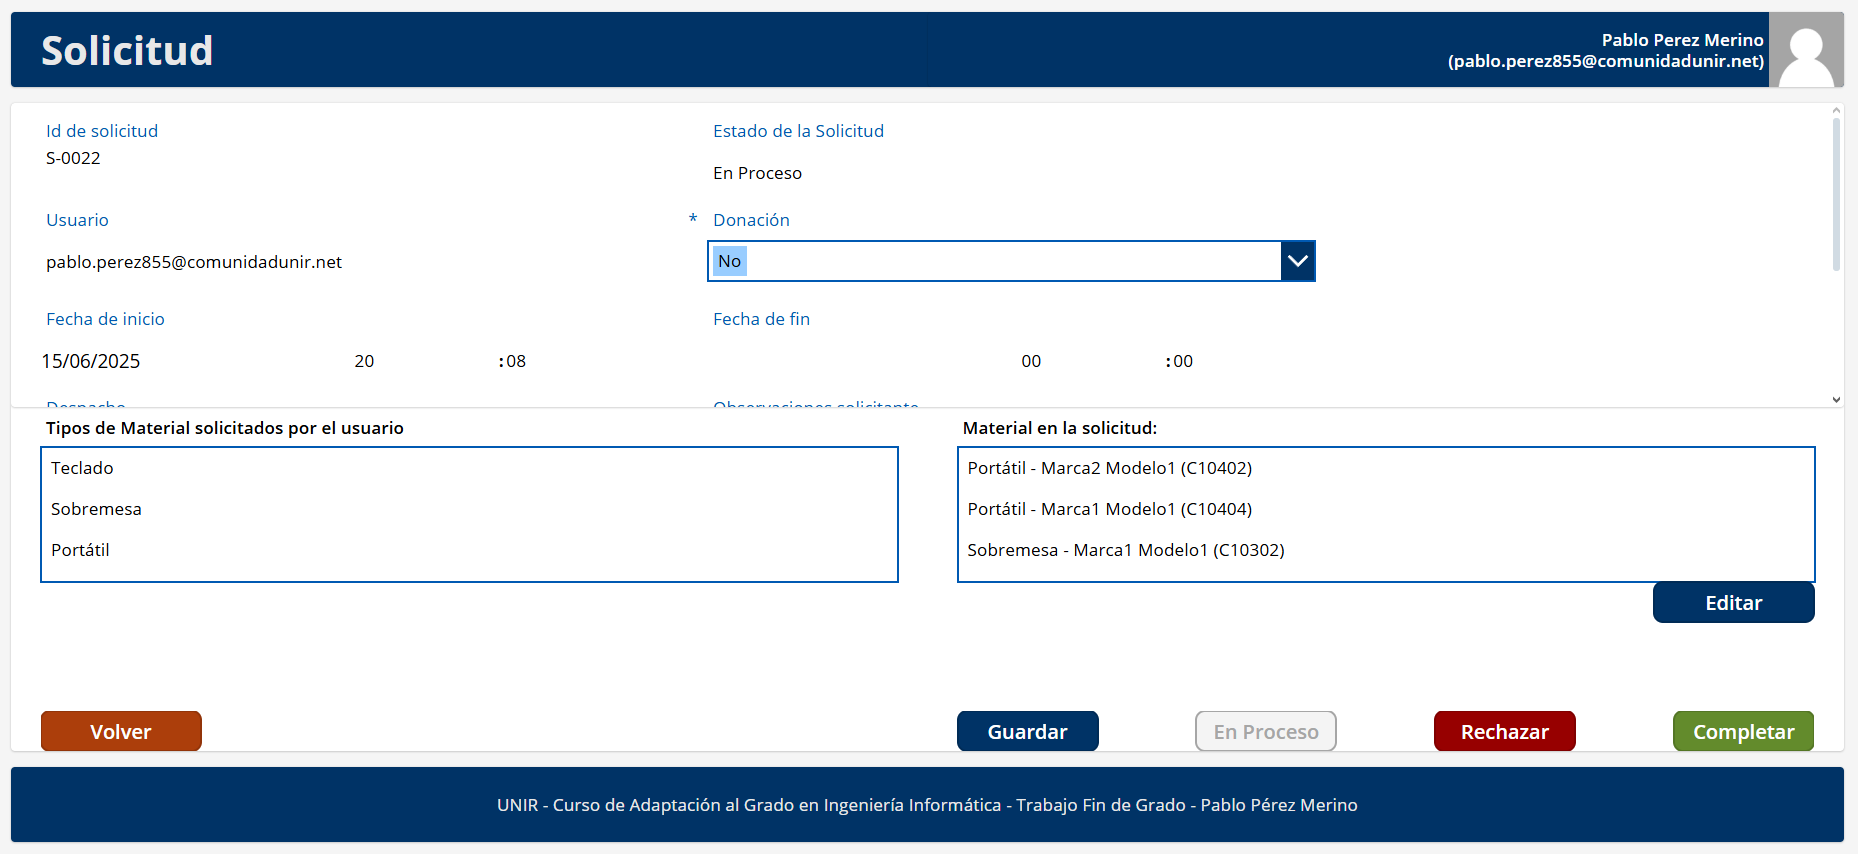 Solicitud
Pablo Perez Merino
(pablo.perez855@comunidadunir.net)
Id de solicitud
S-0022
Estado de la Solicitud
En Proceso
Usuario
pablo.perez855@comunidadunir.net
* Donación
No
Fecha de inicio
15/06/2025 20 :08
Fecha de fin
00 :00
Despacho
Observaciones solicitante
Tipos de Material solicitados por el usuario
Teclado
Sobremesa
Portátil
Material en la solicitud:
Portátil - Marca2 Modelo1 (C10402)
Portátil - Marca1 Modelo1 (C10404)
Sobremesa - Marca1 Modelo1 (C10302)
Editar
Volver
Guardar
En Proceso
Rechazar
Completar
UNIR - Curso de Adaptación al Grado en Ingeniería Informática - Trabajo Fin de Grado - Pablo Pérez Merino